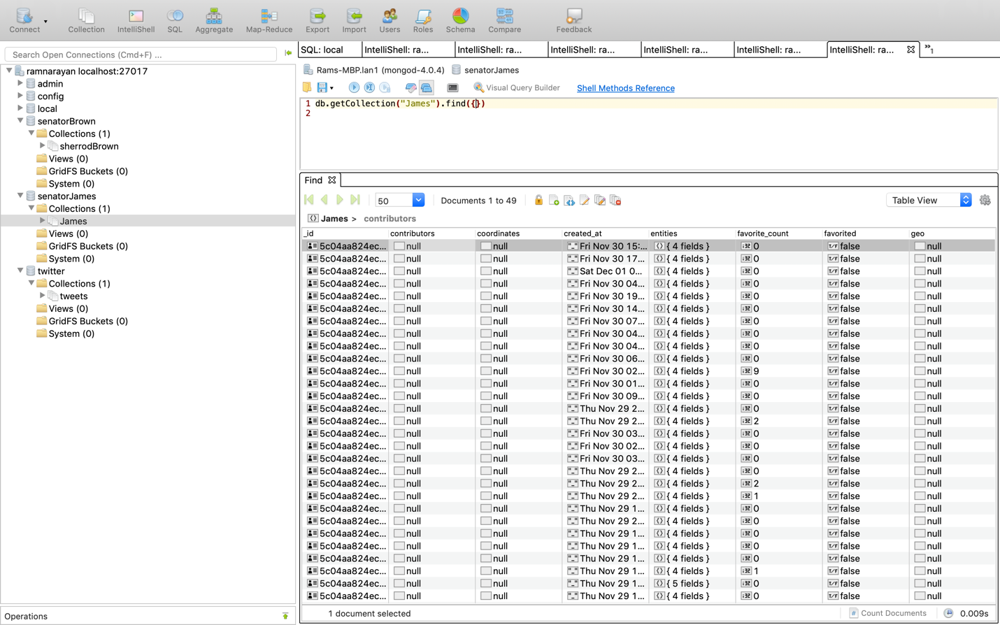 Connect Collection IntelliShell SQL Aggregate Map-Reduce Export Import Users Roles Schema Compare Feedback
Search Open Connections (Cmd+F) ...
ramnarayan localhost:27017
admin
config
local
senatorBrown
Collections (1)
sherrodBrown
Views (0)
GridFS Buckets (0)
System (0)
senatorJames
Collections (1)
James
Views (0)
GridFS Buckets (0)
System (0)
twitter
Collections (1)
tweets
Views (0)
GridFS Buckets (0)
System (0)
Operations
SQL: local IntelliShell: ra... IntelliShell: ra... IntelliShell: ra... IntelliShell: ra... IntelliShell: ra... IntelliShell: ra... »1
Rams-MBP.lan1 (mongod-4.0.4) senatorJames
Visual Query Builder Shell Methods Reference
1 db.getCollection("James").find({})
2
Find
50 Documents 1 to 49 Table View
James > contributors
_id contributors coordinates created_at entities favorite_count favorited geo
5c04aa824ec... null null Fri Nov 30 15:... { 4 fields } 0 false null
5c04aa824ec... null null Fri Nov 30 17... { 4 fields } 0 false null
5c04aa824ec... null null Sat Dec 01 0... { 4 fields } 0 false null
5c04aa824ec... null null Fri Nov 30 04... { 4 fields } 0 false null
5c04aa824ec... null null Fri Nov 30 19... { 4 fields } 0 false null
5c04aa824ec... null null Fri Nov 30 14... { 4 fields } 0 false null
5c04aa824ec... null null Fri Nov 30 07... { 4 fields } 0 false null
5c04aa824ec... null null Fri Nov 30 04... { 4 fields } 0 false null
5c04aa824ec... null null Fri Nov 30 04... { 4 fields } 0 false null
5c04aa824ec... null null Fri Nov 30 06... { 4 fields } 0 false null
5c04aa824ec... null null Fri Nov 30 02... { 4 fields } 9 false null
5c04aa824ec... null null Fri Nov 30 01... { 4 fields } 0 false null
5c04aa824ec... null null Fri Nov 30 09... { 4 fields } 0 false null
5c04aa824ec... null null Thu Nov 29 2... { 4 fields } 0 false null
5c04aa824ec... null null Thu Nov 29 2... { 4 fields } 2 false null
5c04aa824ec... null null Fri Nov 30 03... { 4 fields } 0 false null
5c04aa824ec... null null Fri Nov 30 02... { 4 fields } 0 false null
5c04aa824ec... null null Fri Nov 30 03... { 4 fields } 0 false null
5c04aa824ec... null null Thu Nov 29 2... { 4 fields } 0 false null
5c04aa824ec... null null Thu Nov 29 2... { 4 fields } 2 false null
5c04aa824ec... null null Thu Nov 29 2... { 4 fields } 1 false null
5c04aa824ec... null null Thu Nov 29 1... { 4 fields } 0 false null
5c04aa824ec... null null Thu Nov 29 2... { 4 fields } 0 false null
5c04aa824ec... null null Thu Nov 29 1... { 4 fields } 0 false null
5c04aa824ec... null null Thu Nov 29 1... { 4 fields } 0 false null
5c04aa824ec... null null Thu Nov 29 1... { 4 fields } 0 false null
5c04aa824ec... null null Thu Nov 29 1... { 4 fields } 1 false null
5c04aa824ec... null null Thu Nov 29 1... { 5 fields } 0 false null
5c04aa824ec... null null Thu Nov 29 1... { 4 fields } 0 false null
1 document selected Count Documents 0.009s